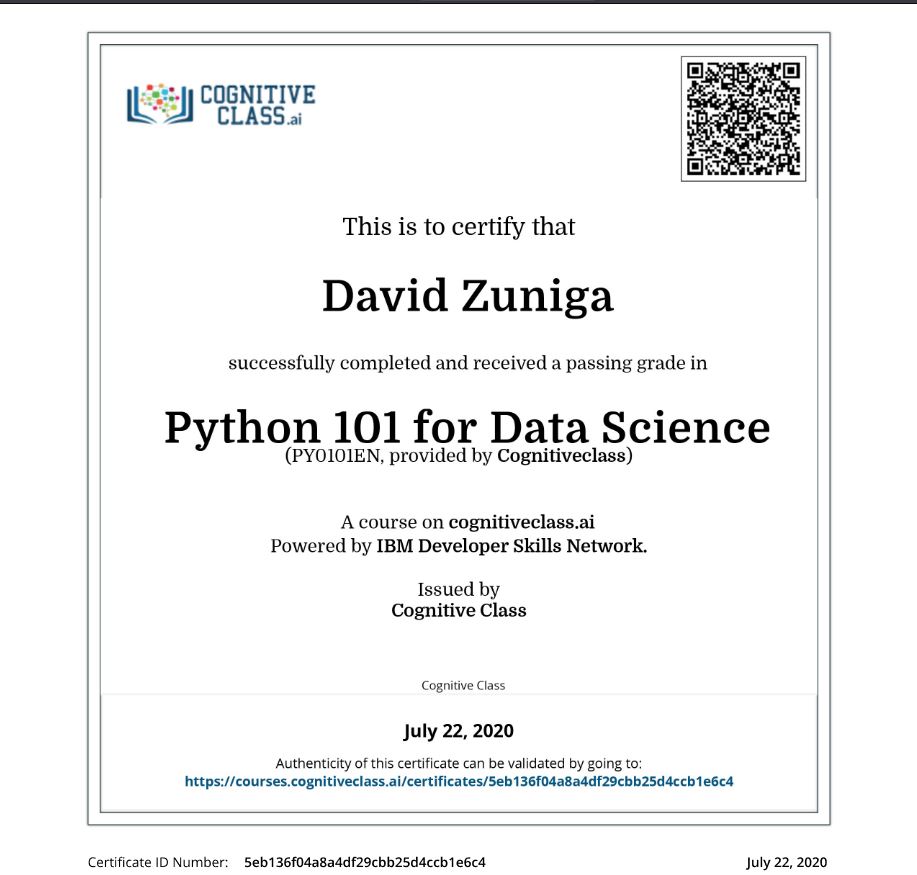 COGNITIVE
CLASS.ai
This is to certify that
David Zuniga
successfully completed and received a passing grade in
Python 101 for Data Science
(PY0101EN, provided by Cognitiveclass)
A course on cognitiveclass.ai
Powered by IBM Developer Skills Network.
Issued by
Cognitive Class
Cognitive Class
July 22, 2020
Authenticity of this certificate can be validated by going to:
https://courses.cognitiveclass.ai/certificates/5eb136f04a8a4df29cbb25d4ccb1e6c4
Certificate ID Number: 5eb136f04a8a4df29cbb25d4ccb1e6c4 July 22, 2020